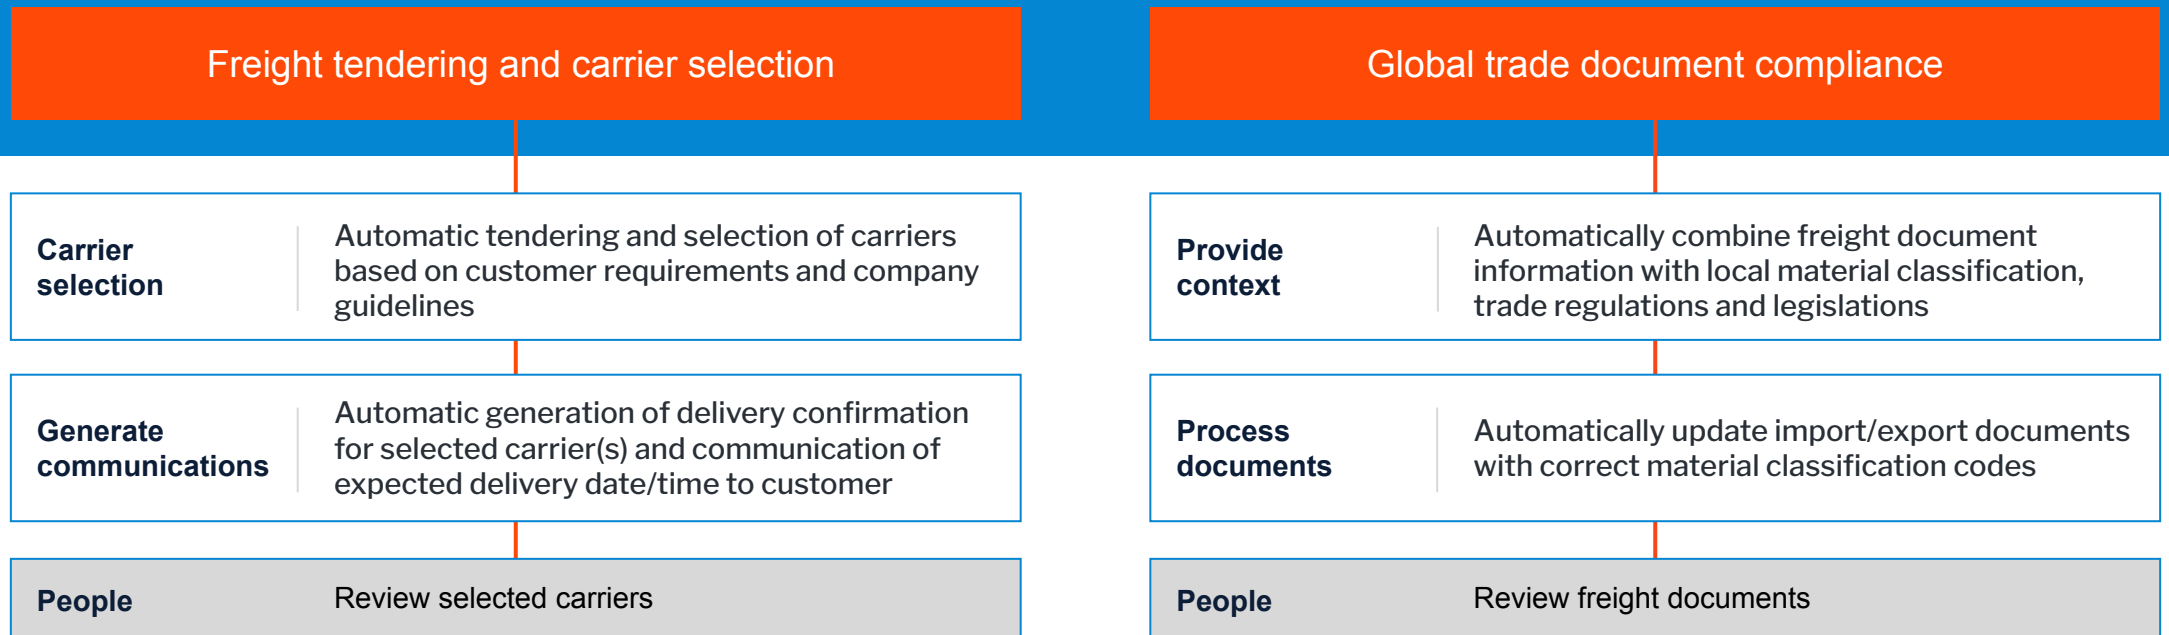 Freight tendering and carrier selection
Carrier
selection
Automatic tendering and selection of carriers
based on customer requirements and company
guidelines
Generate
communications
Automatic generation of delivery confirmation
for selected carrier(s) and communication of
expected delivery date/time to customer
People
Review selected carriers
Global trade document compliance
Provide
context
Automatically combine freight document
information with local material classification,
trade regulations and legislations
Process
documents
Automatically update import/export documents
with correct material classification codes
People
Review freight documents